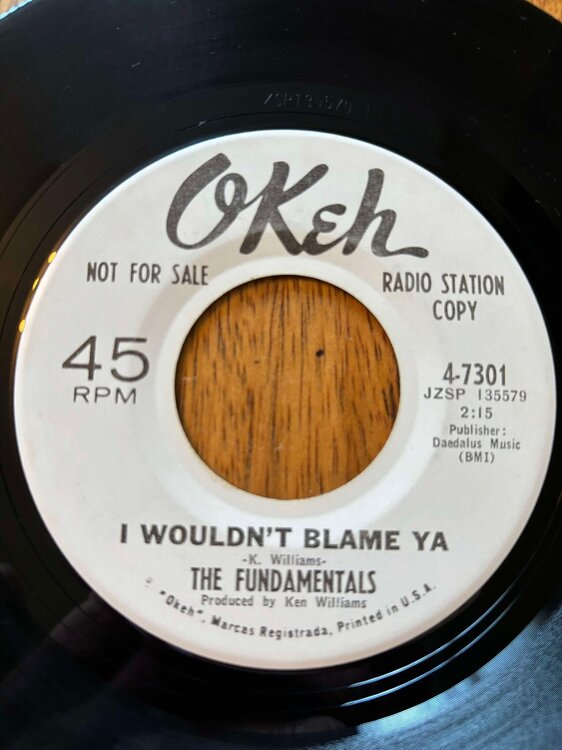 OKeh
NOT FOR SALE
RADIO STATION
COPY
45
RPM
4-7301
JZSP 135579
2:15
Publisher:
Daedalus Music
(BMI)
I WOULDN'T BLAME YA
-K. Williams-
THE FUNDAMENTALS
Produced by Ken Williams
"Okeh", Marcas Registrada, Printed in U.S.A.